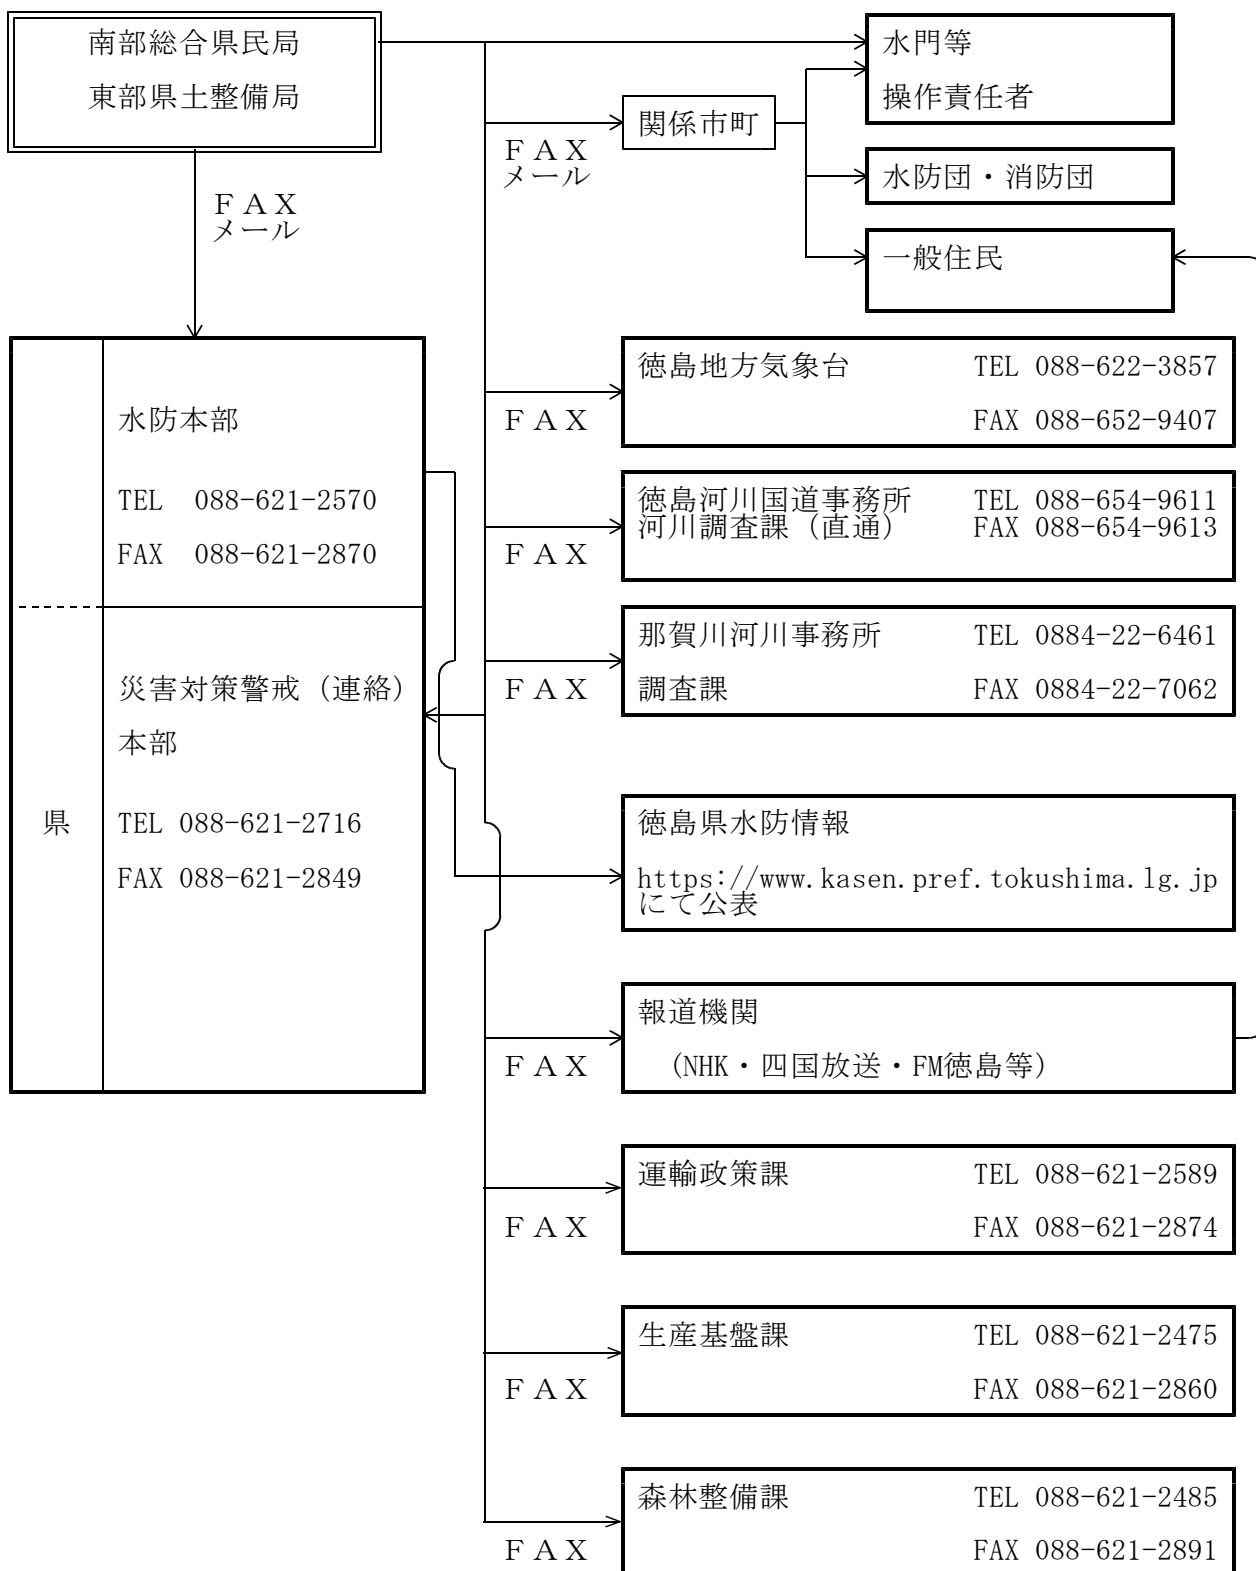 南部総合県民局
東部県土整備局
ＦＡＸ
メール
水門等
操作責任者
関係市町
ＦＡＸ
メール
水防団・消防団
一般住民
県
水防本部
TEL 088-621-2570
FAX 088-621-2870
災害対策警戒（連絡）
本部
TEL 088-621-2716
FAX 088-621-2849
徳島地方気象台 TEL 088-622-3857
FAX 088-652-9407
ＦＡＸ
徳島河川国道事務所 TEL 088-654-9611
河川調査課（直通） FAX 088-654-9613
ＦＡＸ
那賀川河川事務所 TEL 0884-22-6461
調査課 FAX 0884-22-7062
ＦＡＸ
徳島県水防情報
https://www.kasen.pref.tokushima.lg.jp
にて公表
報道機関
（NHK・四国放送・FM徳島等）
ＦＡＸ
運輸政策課 TEL 088-621-2589
FAX 088-621-2874
ＦＡＸ
生産基盤課 TEL 088-621-2475
FAX 088-621-2860
ＦＡＸ
森林整備課 TEL 088-621-2485
FAX 088-621-2891
ＦＡＸ